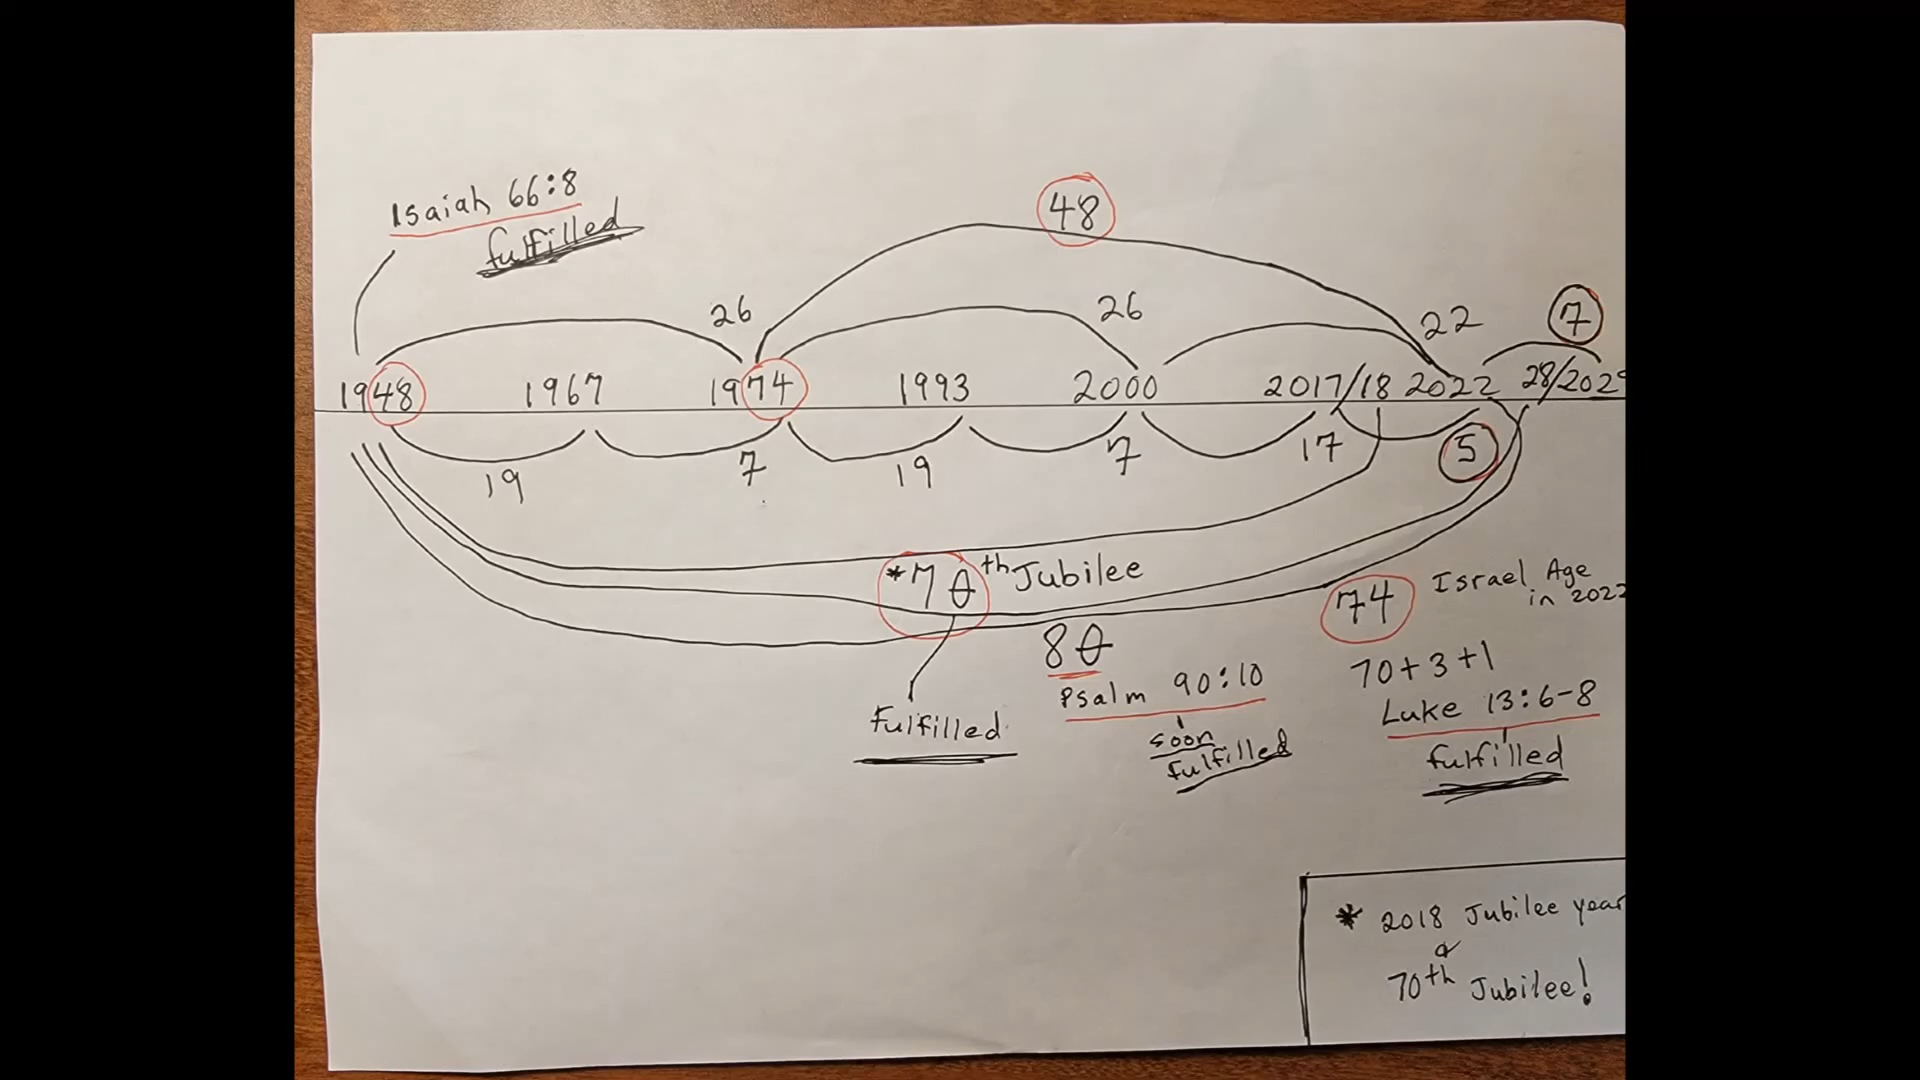 Isaiah 66:8
fulfilled
48
26
26
22
7
1948
1967
1974
1993
2000
2017/18
2022
28/2029
19
7
19
7
17
5
*70th Jubilee
Fulfilled
80
Psalm 90:10
soon
fulfilled
74
Israel Age
in 2022
70+3+1
Luke 13:6-8
fulfilled
* 2018 Jubilee year
&
70th Jubilee!